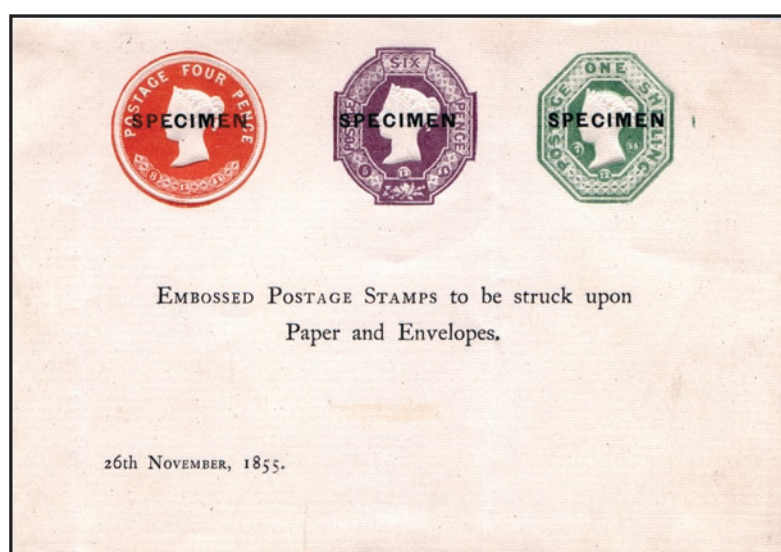 POSTAGE FOUR PENCE
SPECIMEN
SIX
POSTAGE PENCE
SPECIMEN
POSTAGE ONE SHILLING
SPECIMEN
EMBOSSED POSTAGE STAMPS to be struck upon
Paper and Envelopes.
26th NOVEMBER, 1855.